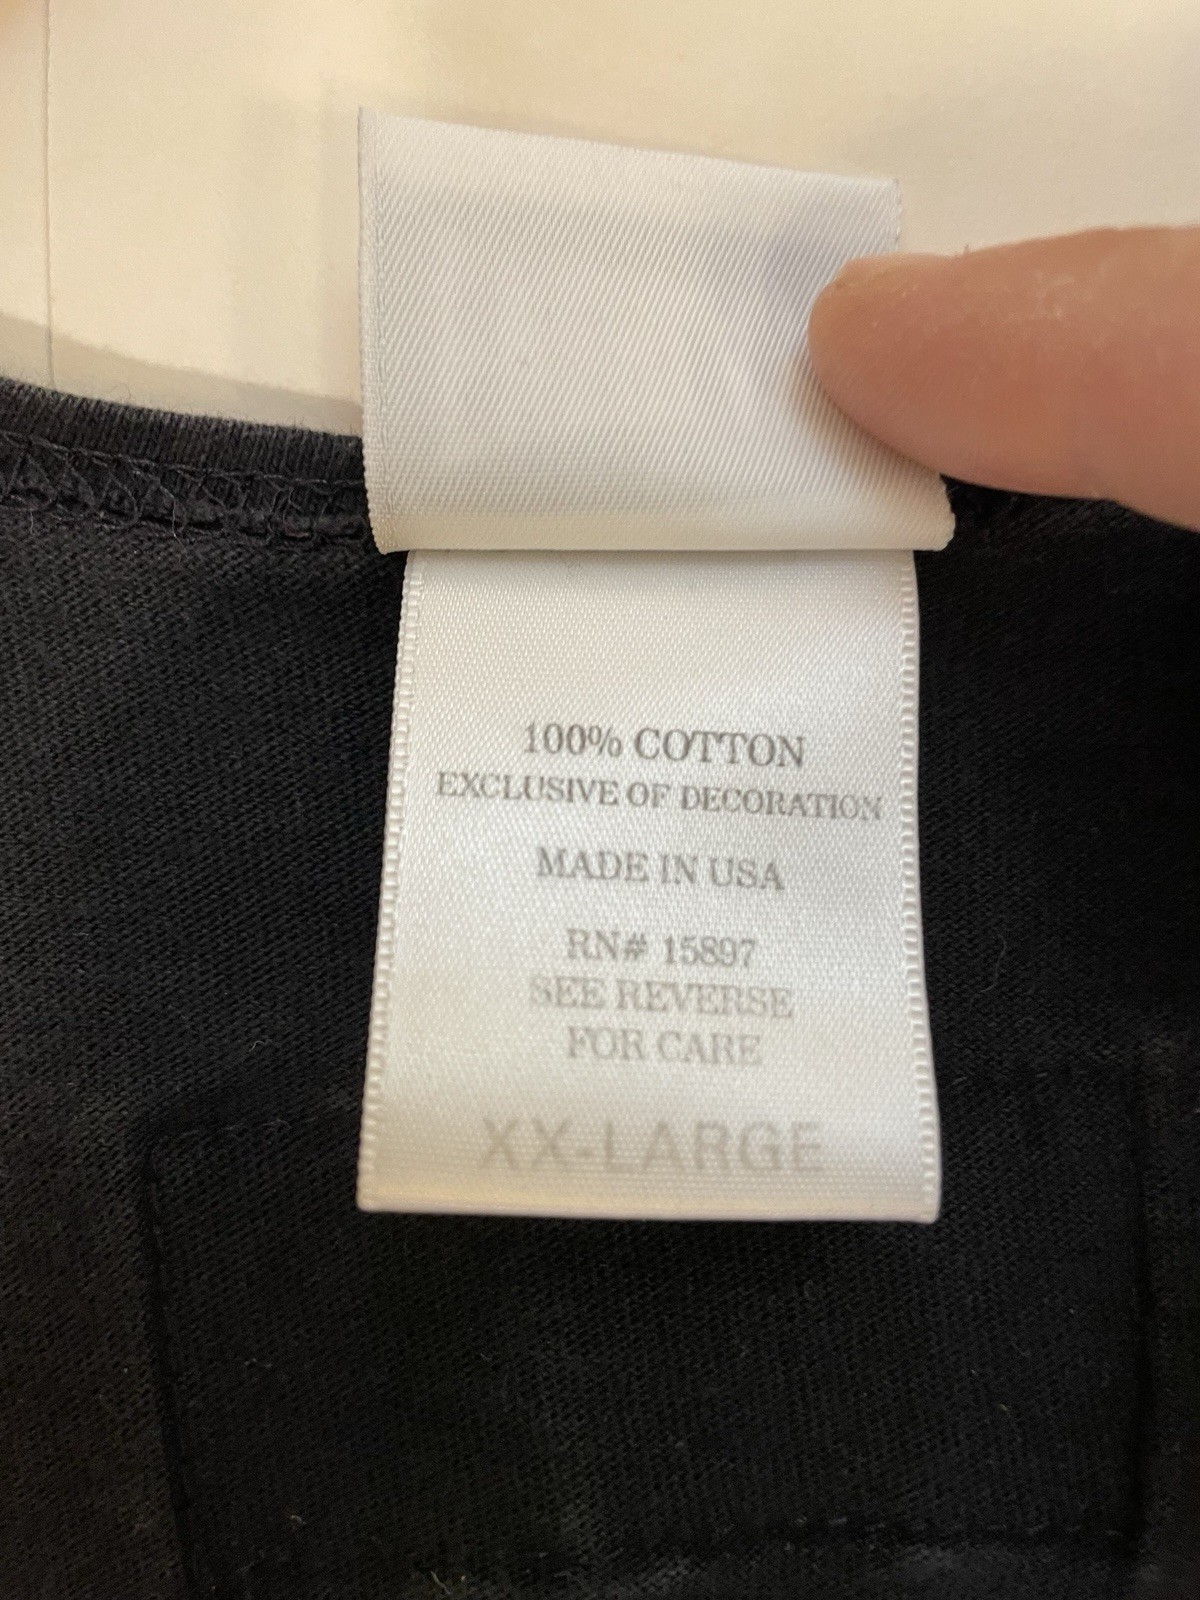 100% COTTON
EXCLUSIVE OF DECORATION
MADE IN USA
RN# 15897
SEE REVERSE
FOR CARE
XX-LARGE